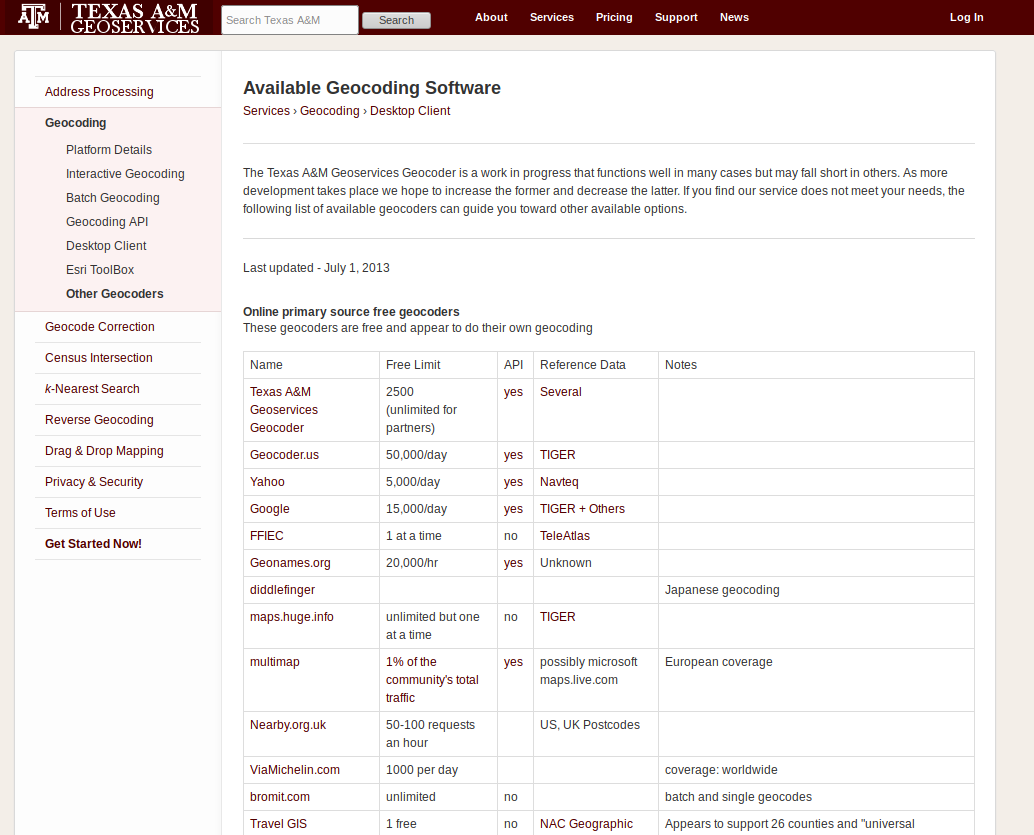 TEXAS A&M
GEOSERVICES
Search Texas A&M
Search
About
Services
Pricing
Support
News
Log In
Address Processing
Geocoding
Platform Details
Interactive Geocoding
Batch Geocoding
Geocoding API
Desktop Client
Esri ToolBox
Other Geocoders
Geocode Correction
Census Intersection
k-Nearest Search
Reverse Geocoding
Drag & Drop Mapping
Privacy & Security
Terms of Use
Get Started Now!
Available Geocoding Software
Services › Geocoding › Desktop Client
The Texas A&M Geoservices Geocoder is a work in progress that functions well in many cases but may fall short in others. As more
development takes place we hope to increase the former and decrease the latter. If you find our service does not meet your needs, the
following list of available geocoders can guide you toward other available options.
Last updated - July 1, 2013
Online primary source free geocoders
These geocoders are free and appear to do their own geocoding
Name Free Limit API Reference Data Notes
Texas A&M 2500 yes Several
Geoservices (unlimited for
Geocoder partners)
Geocoder.us 50,000/day yes TIGER
Yahoo 5,000/day yes Navteq
Google 15,000/day yes TIGER + Others
FFIEC 1 at a time no TeleAtlas
Geonames.org 20,000/hr yes Unknown
diddlefinger Japanese geocoding
maps.huge.info unlimited but one no TIGER
at a time
multimap 1% of the yes possibly microsoft European coverage
community's total maps.live.com
traffic
Nearby.org.uk 50-100 requests US, UK Postcodes
an hour
ViaMichelin.com 1000 per day coverage: worldwide
bromit.com unlimited no batch and single geocodes
Travel GIS 1 free no NAC Geographic Appears to support 26 counties and "universal